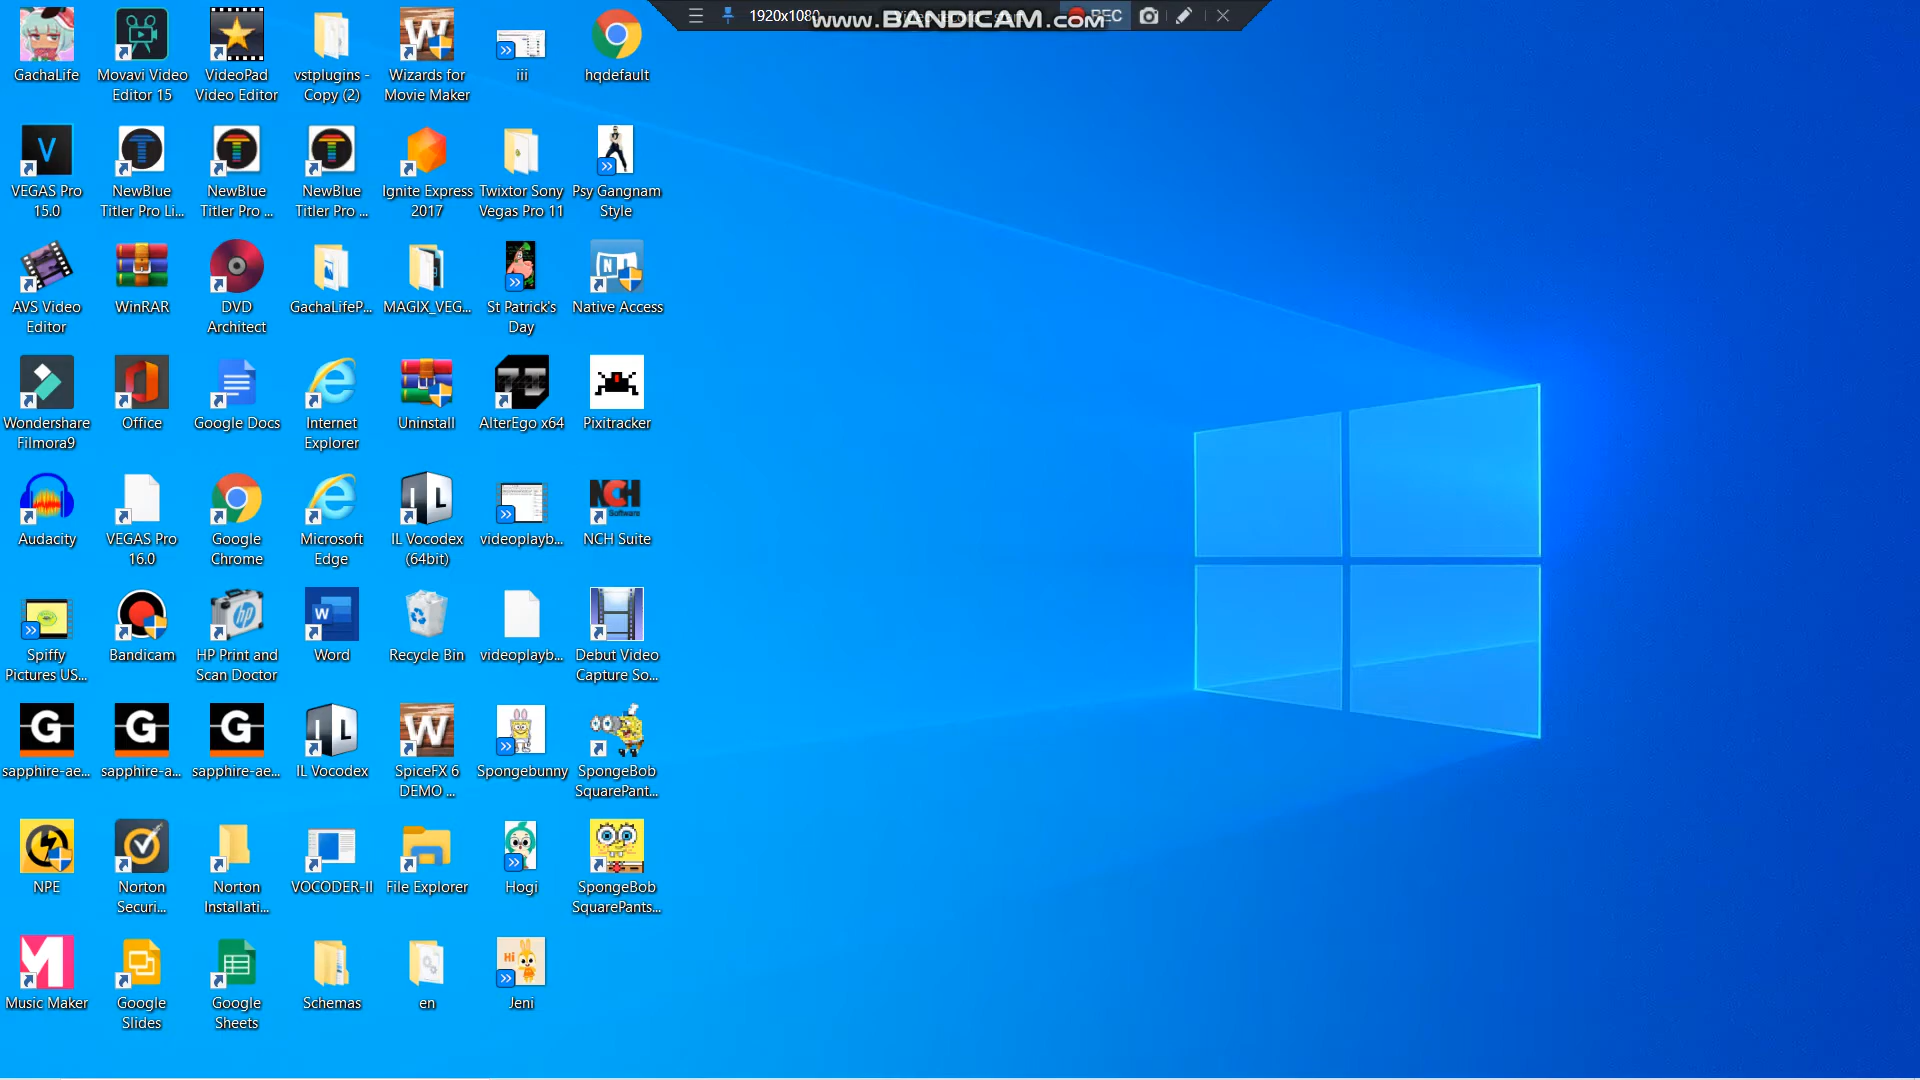 1920x1080
www.BANDICAM.com
REC
GachaLife
Movavi Video
Editor 15
VideoPad
Video Editor
vstplugins -
Copy (2)
Wizards for
Movie Maker
iii
hqdefault
VEGAS Pro
15.0
NewBlue
Titler Pro Li...
NewBlue
Titler Pro ...
NewBlue
Titler Pro ...
Ignite Express
2017
Twixtor Sony
Vegas Pro 11
Psy Gangnam
Style
AVS Video
Editor
WinRAR
DVD
Architect
GachaLifeP...
MAGIX_VEG...
St Patrick's
Day
Native Access
Wondershare
Filmora9
Office
Google Docs
Internet
Explorer
Uninstall
AlterEgo x64
Pixitracker
Audacity
VEGAS Pro
16.0
Google
Chrome
Microsoft
Edge
IL Vocodex
(64bit)
videoplayb...
NCH Suite
Spiffy
Pictures US...
Bandicam
HP Print and
Scan Doctor
Word
Recycle Bin
videoplayb...
Debut Video
Capture So...
sapphire-ae...
sapphire-a...
sapphire-ae...
IL Vocodex
SpiceFX 6
DEMO ...
Spongebunny
SpongeBob
SquarePant...
NPE
Norton
Securi...
Norton
Installati...
VOCODER-II
File Explorer
Hogi
SpongeBob
SquarePants...
Music Maker
Google
Slides
Google
Sheets
Schemas
en
Jeni